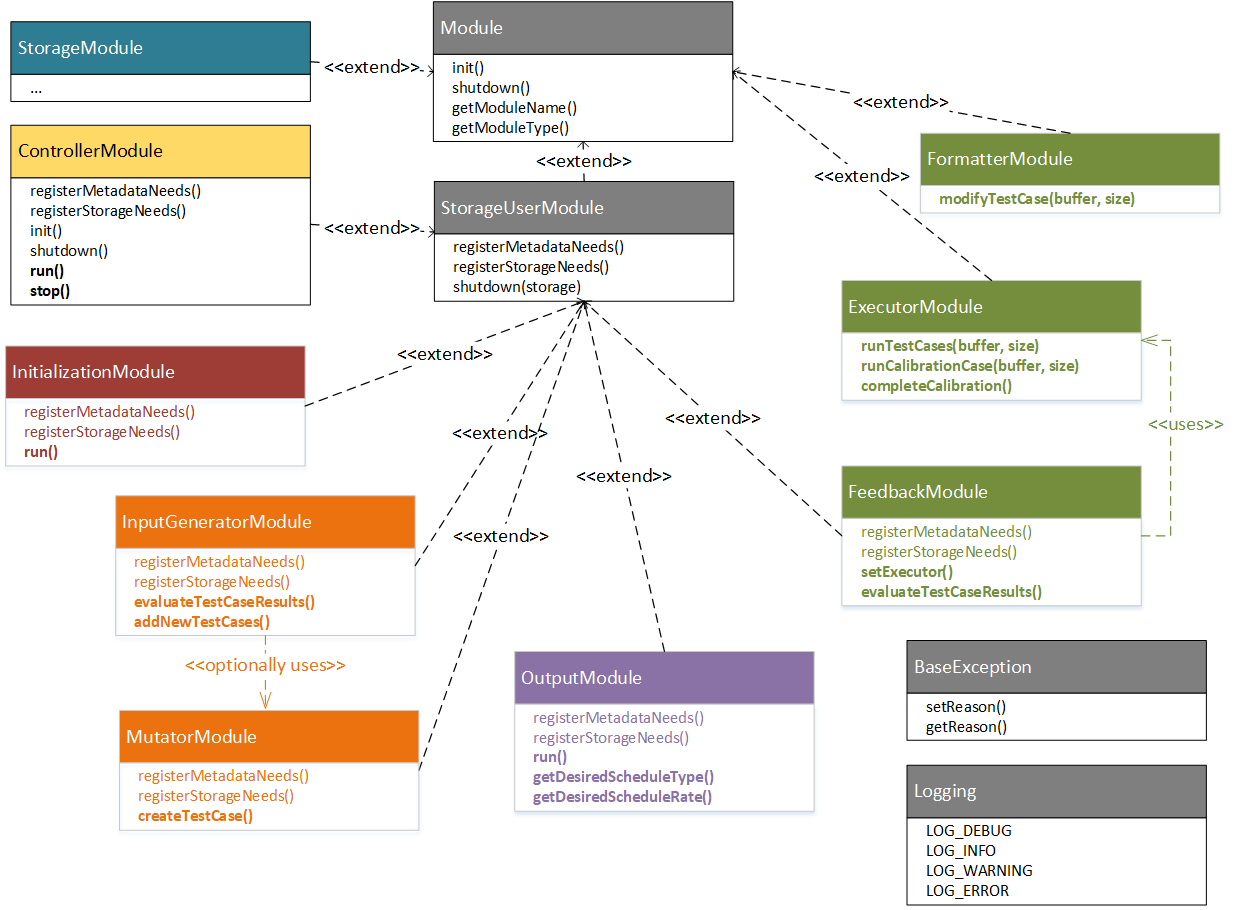 StorageModule
...
<<extend>>
Module
init()
shutdown()
getModuleName()
getModuleType()
<<extend>>
FormatterModule
modifyTestCase(buffer, size)
ControllerModule
registerMetadataNeeds()
registerStorageNeeds()
init()
shutdown()
run()
stop()
<<extend>>
<<extend>>
StorageUserModule
registerMetadataNeeds()
registerStorageNeeds()
shutdown(storage)
<<extend>>
ExecutorModule
runTestCases(buffer, size)
runCalibrationCase(buffer, size)
completeCalibration()
<<uses>>
InitializationModule
registerMetadataNeeds()
registerStorageNeeds()
run()
<<extend>>
<<extend>>
<<extend>>
<<extend>>
<<extend>>
FeedbackModule
registerMetadataNeeds()
registerStorageNeeds()
setExecutor()
evaluateTestCaseResults()
InputGeneratorModule
registerMetadataNeeds()
registerStorageNeeds()
evaluateTestCaseResults()
addNewTestCases()
<<optionally uses>>
MutatorModule
registerMetadataNeeds()
registerStorageNeeds()
createTestCase()
OutputModule
registerMetadataNeeds()
registerStorageNeeds()
run()
getDesiredScheduleType()
getDesiredScheduleRate()
BaseException
setReason()
getReason()
Logging
LOG_DEBUG
LOG_INFO
LOG_WARNING
LOG_ERROR